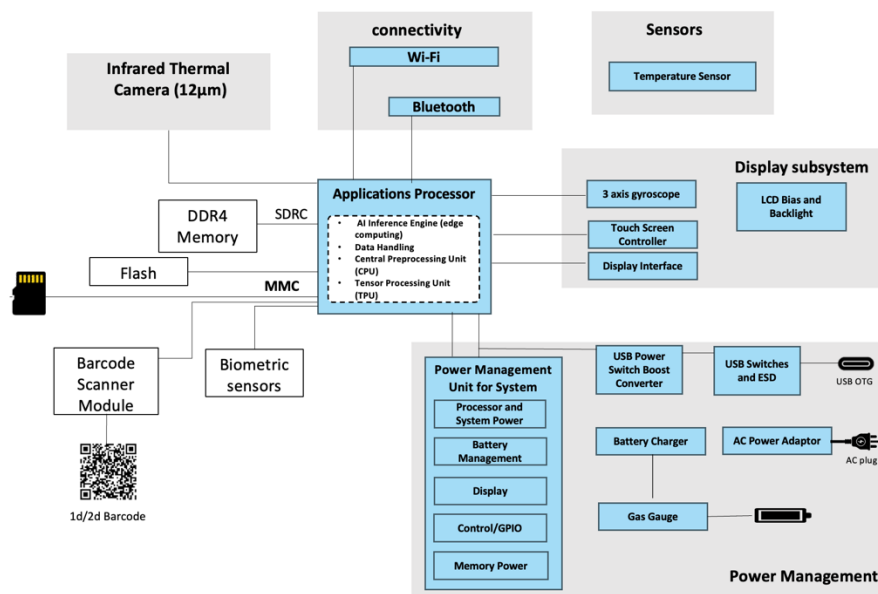 connectivity
Wi-Fi
Bluetooth
Sensors
Temperature Sensor
Infrared Thermal
Camera (12μm)
Applications Processor
• AI Inference Engine (edge
computing)
• Data Handling
• Central Preprocessing Unit
(CPU)
• Tensor Processing Unit
(TPU)
DDR4
Memory
SDRC
Flash
MMC
Barcode
Scanner
Module
Biometric
sensors
1d/2d Barcode
Display subsystem
3 axis gyroscope
LCD Bias and
Backlight
Touch Screen
Controller
Display Interface
Power Management
Unit for System
Processor and
System Power
Battery
Management
Display
Control/GPIO
Memory Power
USB Power
Switch Boost
Converter
USB Switches
and ESD
USB OTG
Battery Charger
AC Power Adaptor
AC plug
Gas Gauge
Power Management